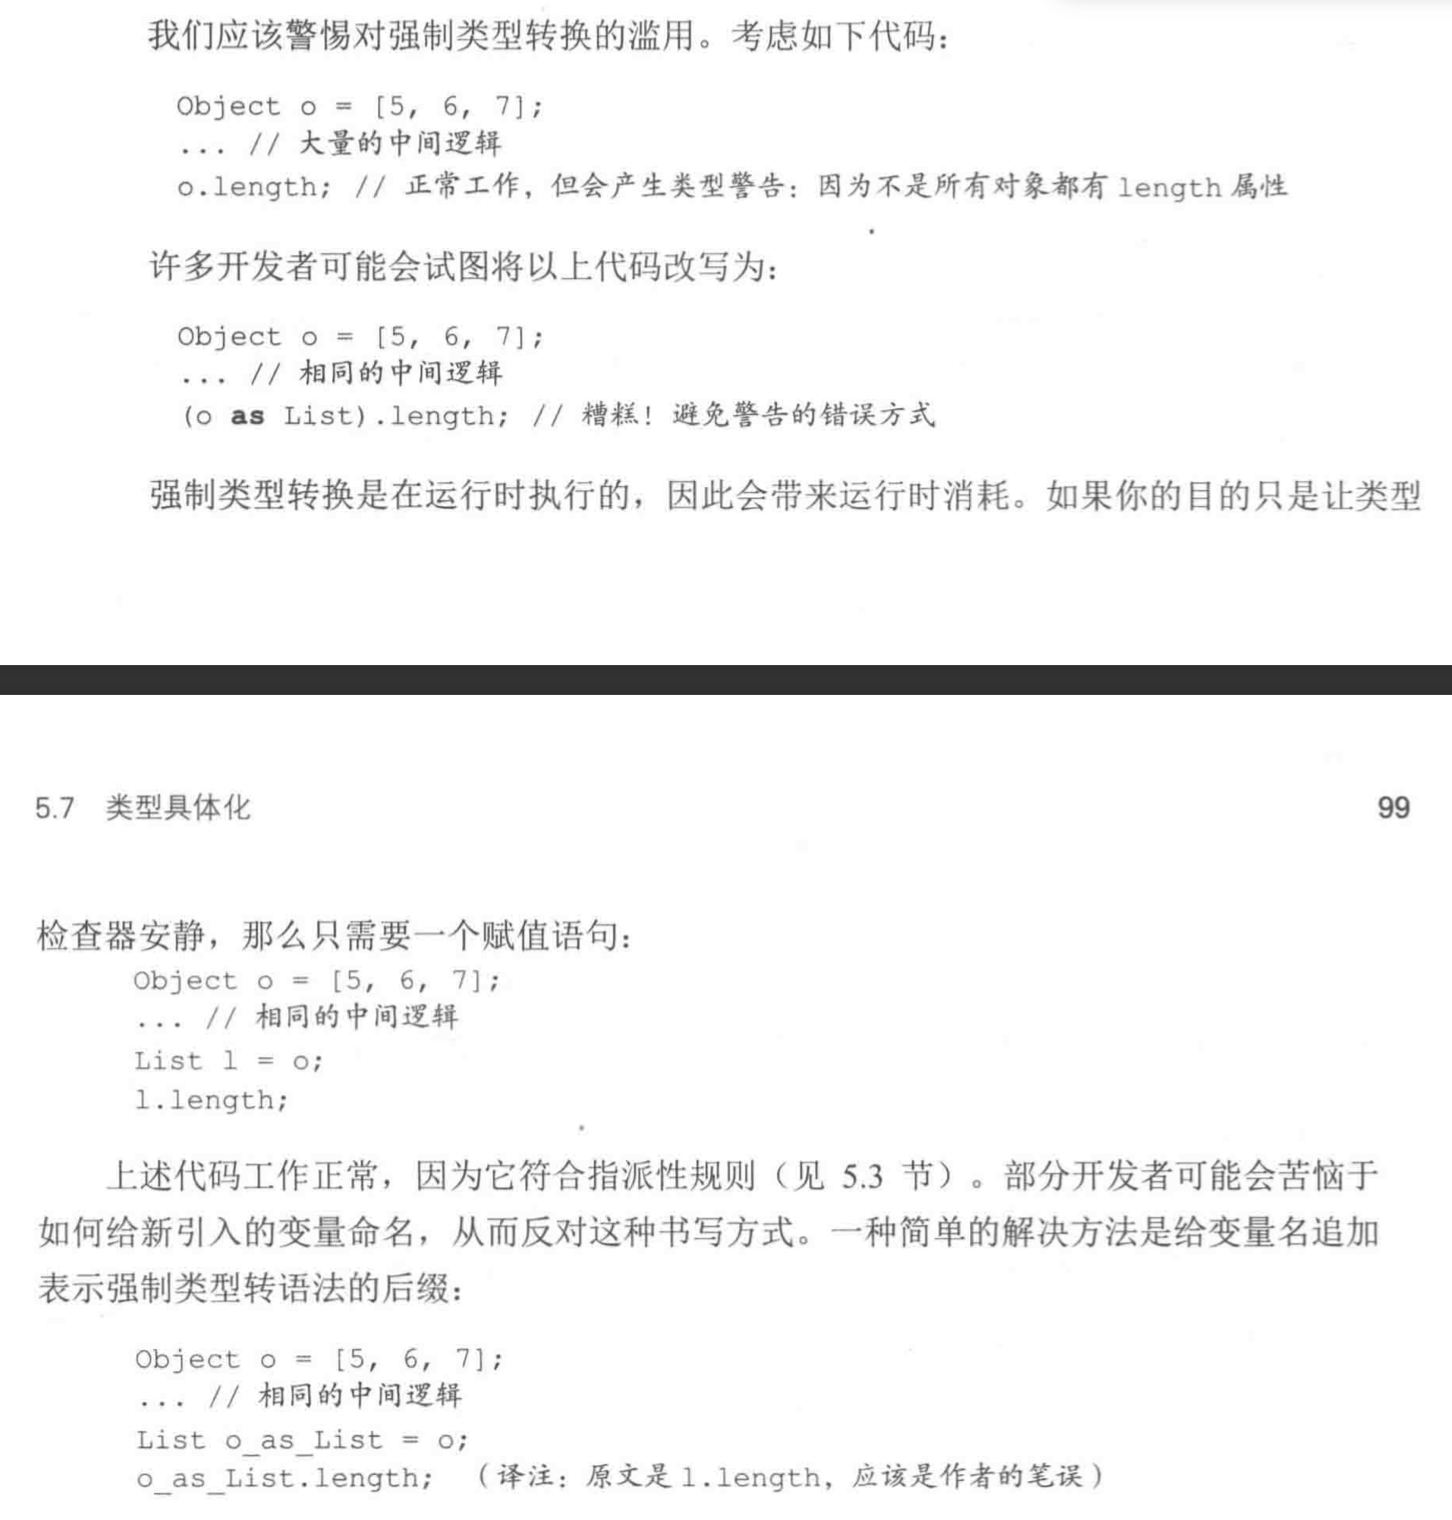 我们应该警惕对强制类型转换的滥用。考虑如下代码：
Object o = [5, 6, 7];
... // 大量的中间逻辑
o.length; // 正常工作，但会产生类型警告：因为不是所有对象都有 length 属性
许多开发者可能会试图将以上代码改写为：
Object o = [5, 6, 7];
... // 相同的中间逻辑
(o as List).length; // 糟糕！避免警告的错误方式
强制类型转换是在运行时执行的，因此会带来运行时消耗。如果你的目的只是让类型
5.7 类型具体化 99
检查器安静，那么只需要一个赋值语句：
Object o = [5, 6, 7];
... // 相同的中间逻辑
List l = o;
l.length;
上述代码工作正常，因为它符合指派性规则（见 5.3 节）。部分开发者可能会苦恼于
如何给新引入的变量命名，从而反对这种书写方式。一种简单的解决方法是给变量名追加
表示强制类型转语法的后缀：
Object o = [5, 6, 7];
... // 相同的中间逻辑
List o_as_List = o;
o_as_List.length; （译注：原文是 l.length，应该是作者的笔误）